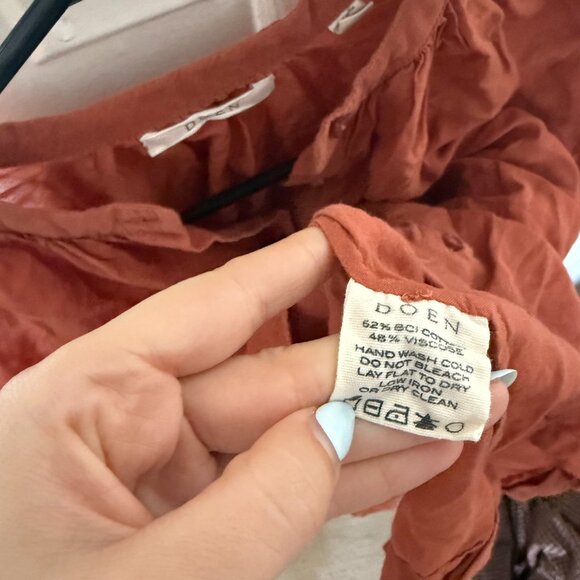 DOEN
DOEN
52% BCI COTTON
48% VISCOSE
HAND WASH COLD
DO NOT BLEACH
LAY FLAT TO DRY
LOW IRON
OR DRY CLEAN